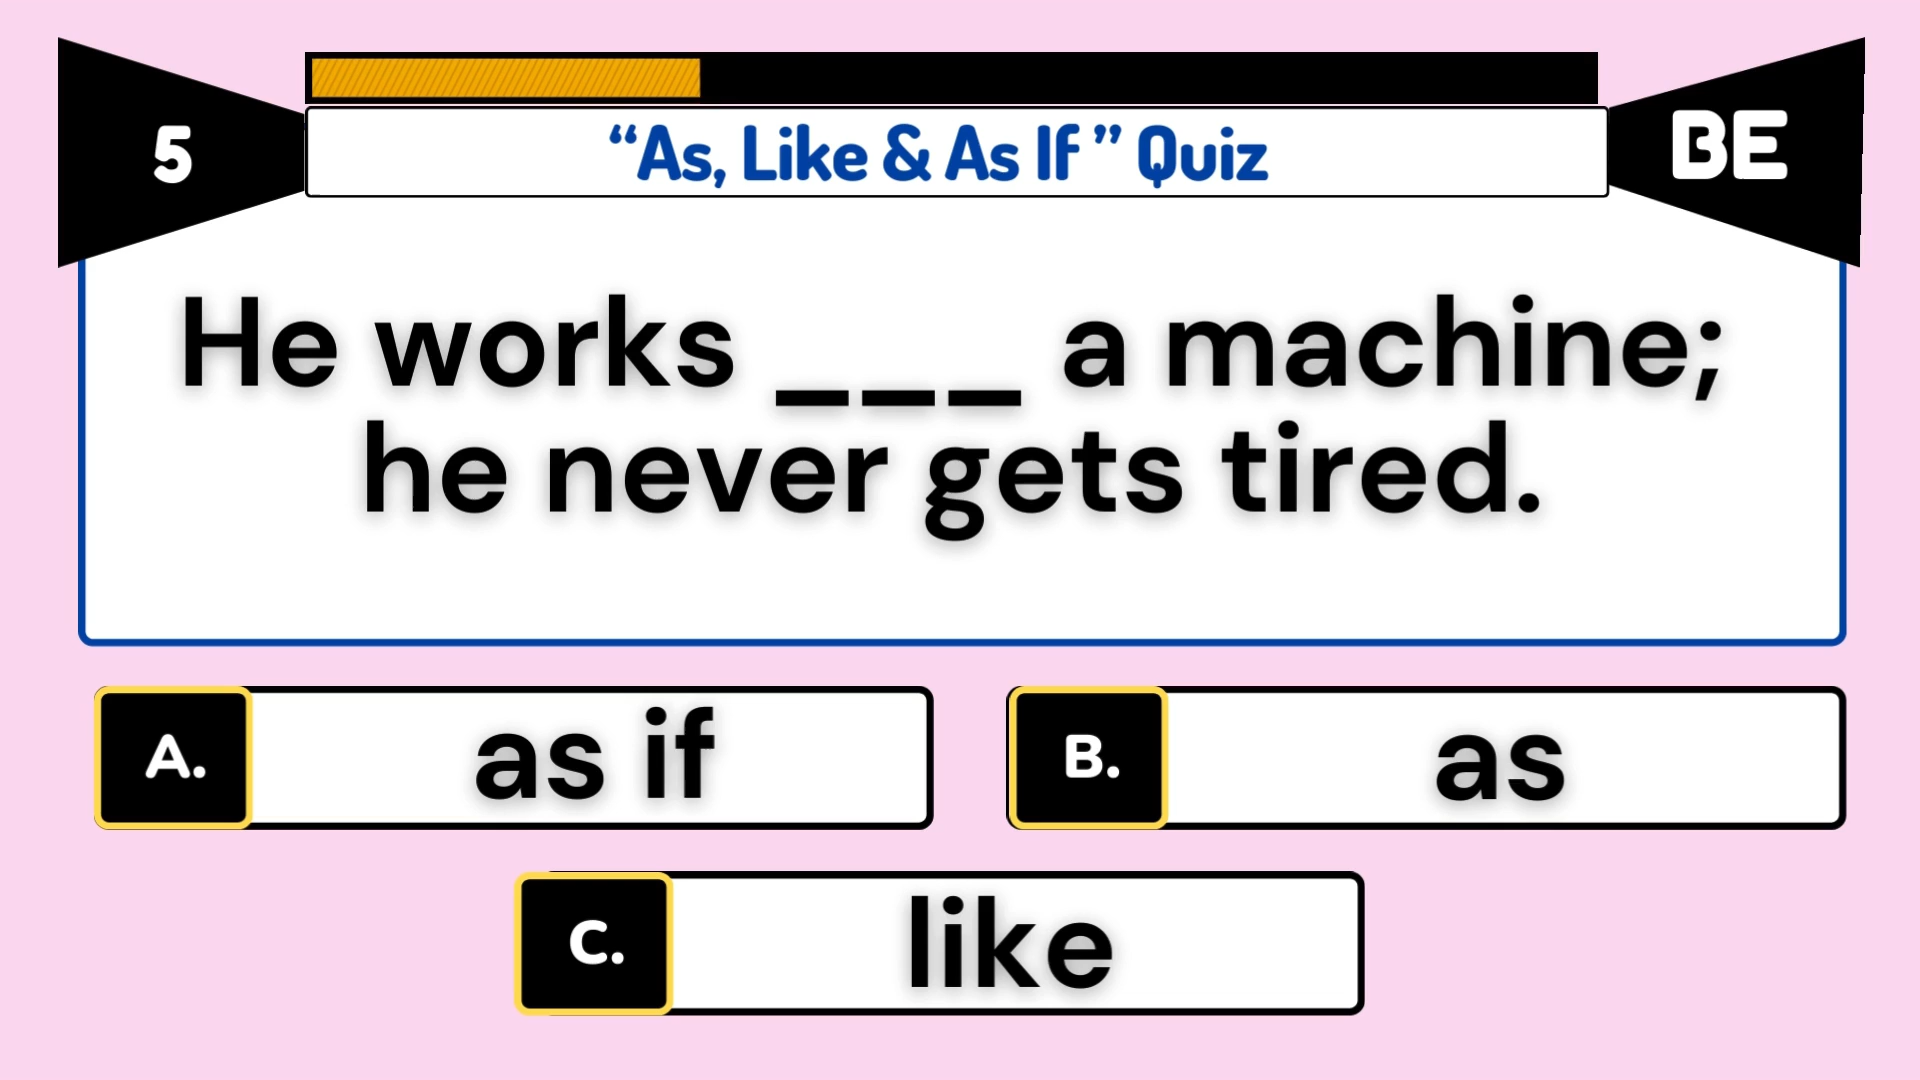 5
“As, Like & As If ” Quiz
BE
He works ___ a machine;
he never gets tired.
A. as if
B. as
C. like